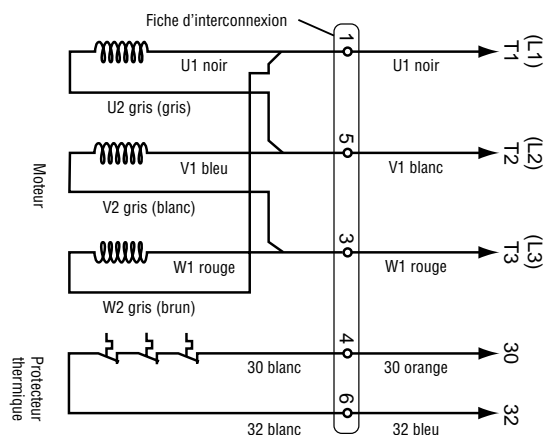 Fiche d'interconnexion
1
U1 noir
U1 noir
T1
(L1)
U2 gris (gris)
5
V1 bleu
V1 blanc
T2
(L2)
Moteur
V2 gris (blanc)
3
W1 rouge
W1 rouge
T3
(L3)
W2 gris (brun)
4
30 blanc
30 orange
30
Protecteur
thermique
6
32 blanc
32 bleu
32